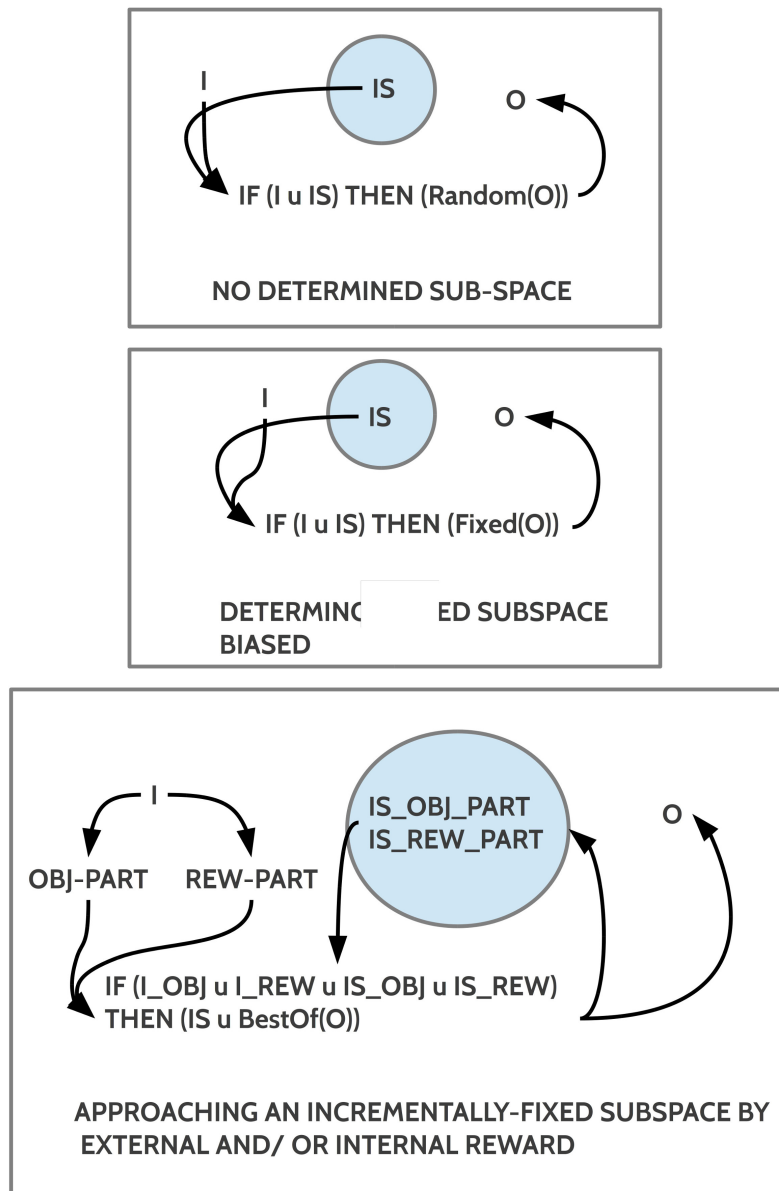 I
IS
O
IF (I u IS) THEN (Random(O))
NO DETERMINED SUB-SPACE
I
IS
O
IF (I u IS) THEN (Fixed(O))
ED SUBSPACE
BIASED
I
IS_OBJ_PART
IS_REW_PART
O
OBJ-PART REW-PART
IF (I_OBJ u I_REW u IS_OBJ u IS_REW)
THEN (IS u BestOf(O))
APPROACHING AN INCREMENTALLY-FIXED SUBSPACE BY
EXTERNAL AND/ OR INTERNAL REWARD